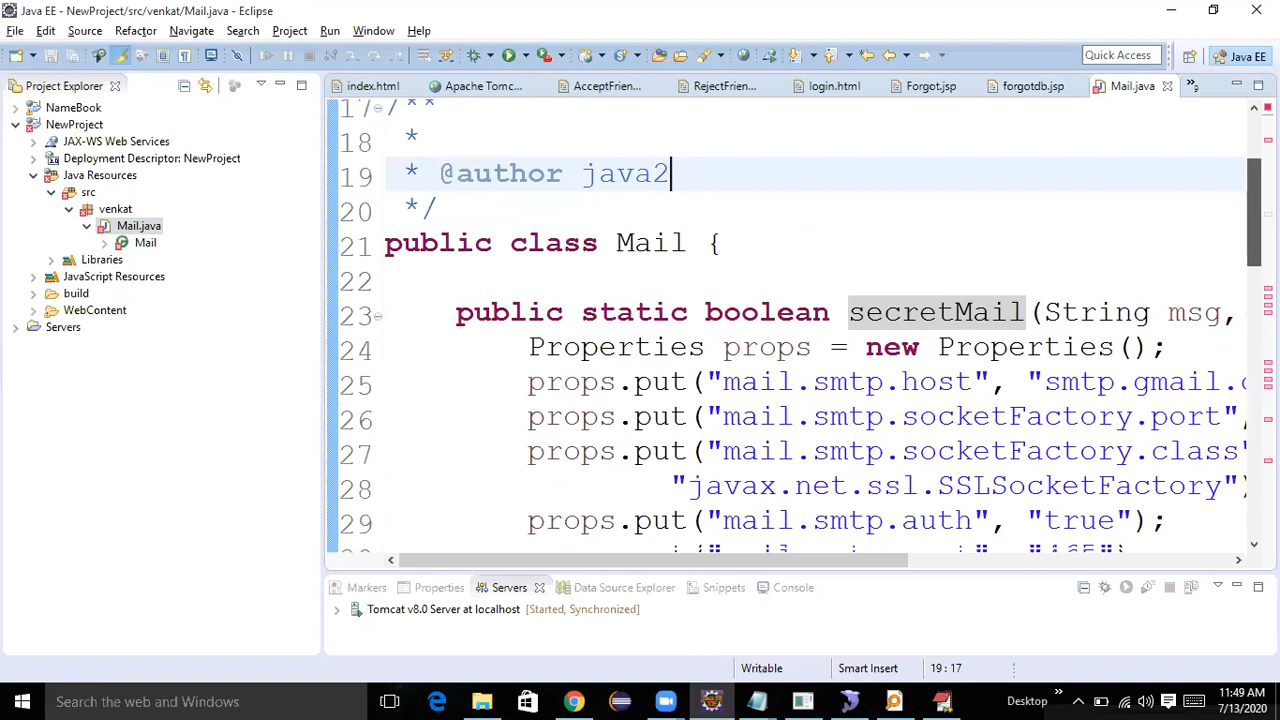 Java EE - NewProject/src/venkat/Mail.java - Eclipse
File Edit Source Refactor Navigate Search Project Run Window Help
Quick Access
Java EE
Project Explorer
index.html
Apache Tomc...
AcceptFrien...
RejectFrien...
login.html
Forgot.jsp
forgotdb.jsp
Mail.java
NameBook
NewProject
JAX-WS Web Services
Deployment Descriptor: NewProject
Java Resources
src
venkat
Mail.java
Mail
Libraries
JavaScript Resources
build
WebContent
Servers
17 /**
18 *
19 * @author java2
20 */
21 public class Mail {
22
23 public static boolean secretMail(String msg,
24 Properties props = new Properties();
25 props.put("mail.smtp.host", "smtp.gmail.c
26 props.put("mail.smtp.socketFactory.port",
27 props.put("mail.smtp.socketFactory.class"
28 "javax.net.ssl.SSLSocketFactory")
29 props.put("mail.smtp.auth", "true");
Markers Properties Servers Data Source Explorer Snippets Console
Tomcat v8.0 Server at localhost [Started, Synchronized]
Writable Smart Insert 19 : 17
Search the web and Windows
Desktop
11:49 AM
7/13/2020